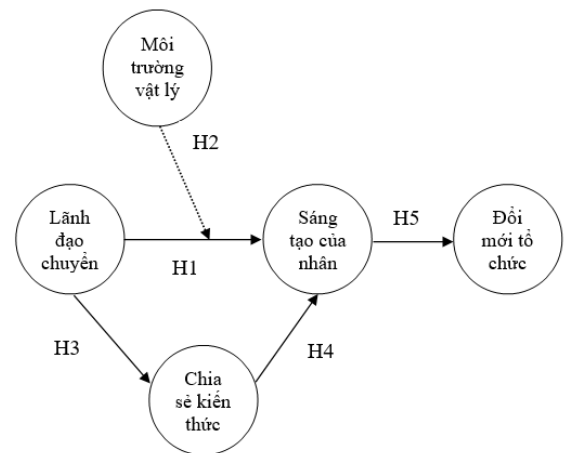 Môi
trường
vật lý
H2
Lãnh
đạo
chuyển
H1
Sáng
tạo của
nhân
H5
Đổi
mới tổ
chức
H3
H4
Chia
sẻ kiến
thức